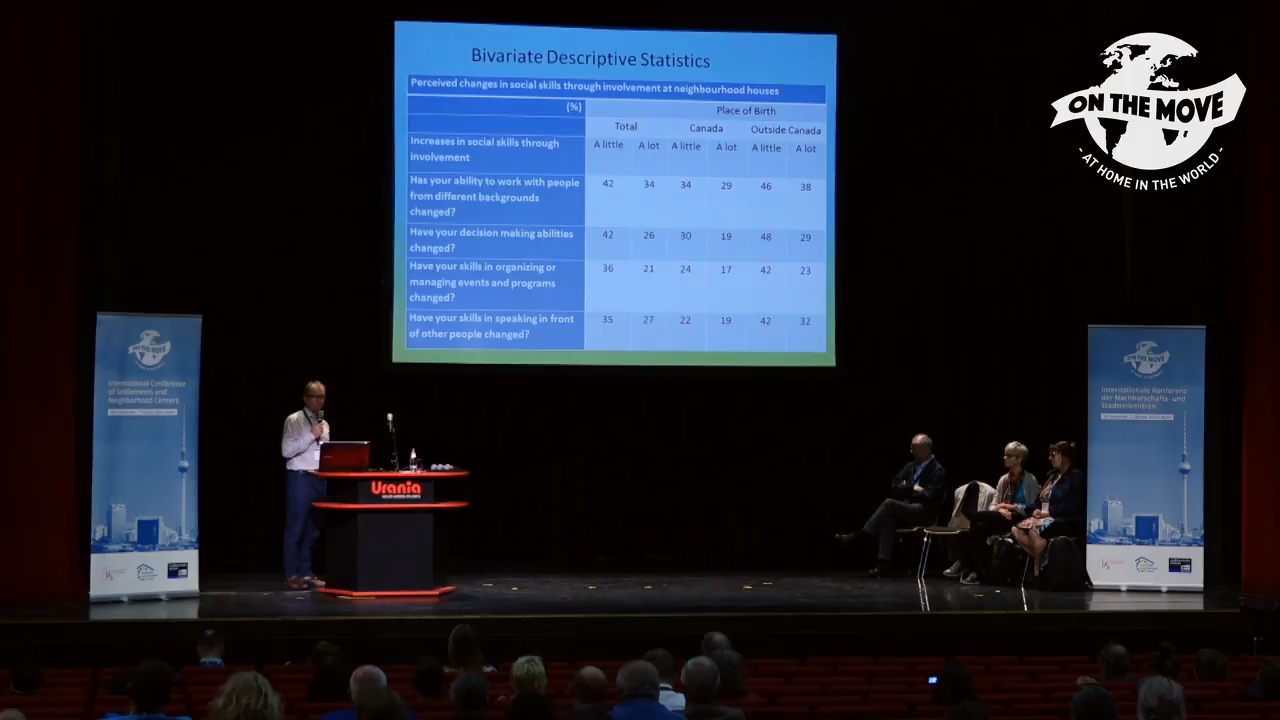 Bivariate Descriptive Statistics
Perceived changes in social skills through involvement at neighbourhood houses
(%)
Place of Birth
Total Canada Outside Canada
Increases in social skills through
involvement
A little A lot A little A lot A little A lot
Has your ability to work with people
from different backgrounds
changed?
42 34 34 29 46 38
Have your decision making abilities
changed?
42 26 30 19 48 29
Have your skills in organizing or
managing events and programs
changed?
36 21 24 17 42 23
Have your skills in speaking in front
of other people changed?
35 27 22 19 42 32
ON THE MOVE
- AT HOME IN THE WORLD -
ON THE MOVE
International Conference
of Settlements and
Neighborhood Centers
Urania
ON THE MOVE
Internationale Konferenz
der Nachbarschafts- und
Stadtteilzentren